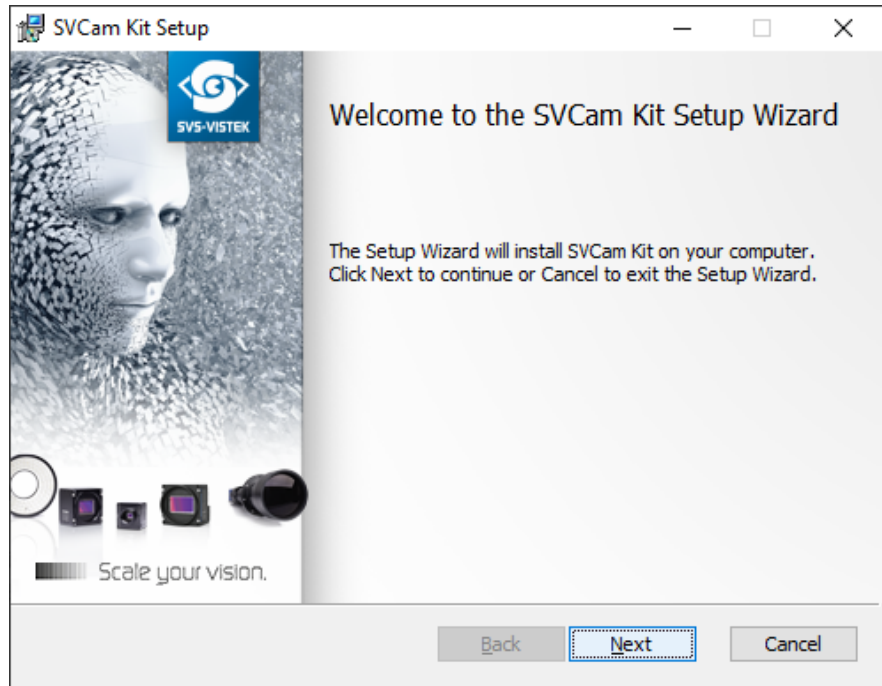 SVCam Kit Setup
SVS-VISTEK
Welcome to the SVCam Kit Setup Wizard
The Setup Wizard will install SVCam Kit on your computer.
Click Next to continue or Cancel to exit the Setup Wizard.
Scale your vision.
Back
Next
Cancel